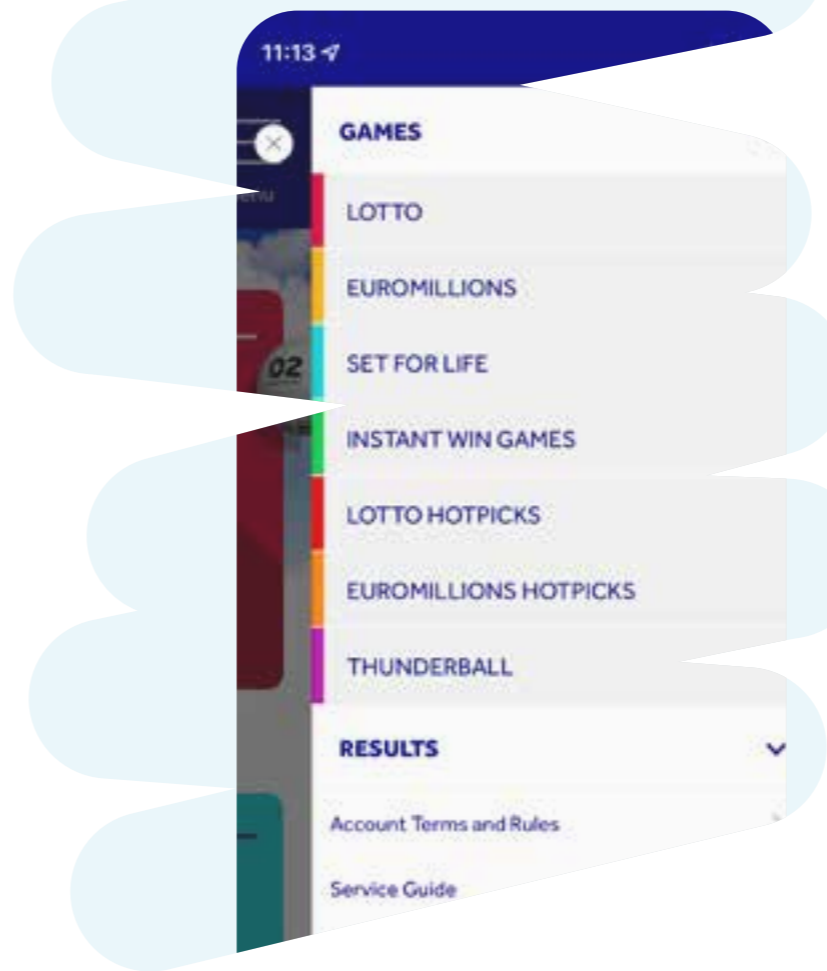 11:13
GAMES
LOTTO
EUROMILLIONS
02
SET FOR LIFE
INSTANT WIN GAMES
LOTTO HOTPICKS
EUROMILLIONS HOTPICKS
THUNDERBALL
RESULTS
Account Terms and Rules
Service Guide